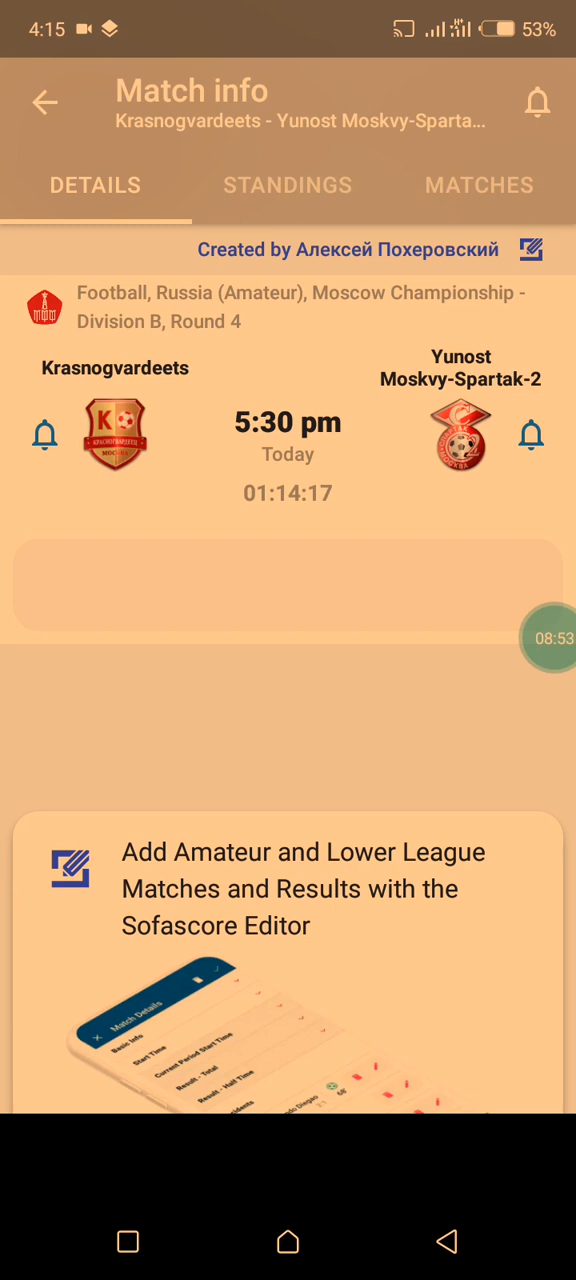 4:15
53%
Match info
Krasnogvardeets - Yunost Moskvy-Sparta...
DETAILS STANDINGS MATCHES
Created by Алексей Похеровский
Football, Russia (Amateur), Moscow Championship -
Division B, Round 4
Krasnogvardeets
Yunost
Moskvy-Spartak-2
K
КРАСНОГВАРДЕЕЦ
МОСКВА
5:30 pm
Today
01:14:17
08:53
Add Amateur and Lower League
Matches and Results with the
Sofascore Editor
Match Details
Basic Info
Start Time
Current Period Start Time
Result - Total
Result - Half Time
68'